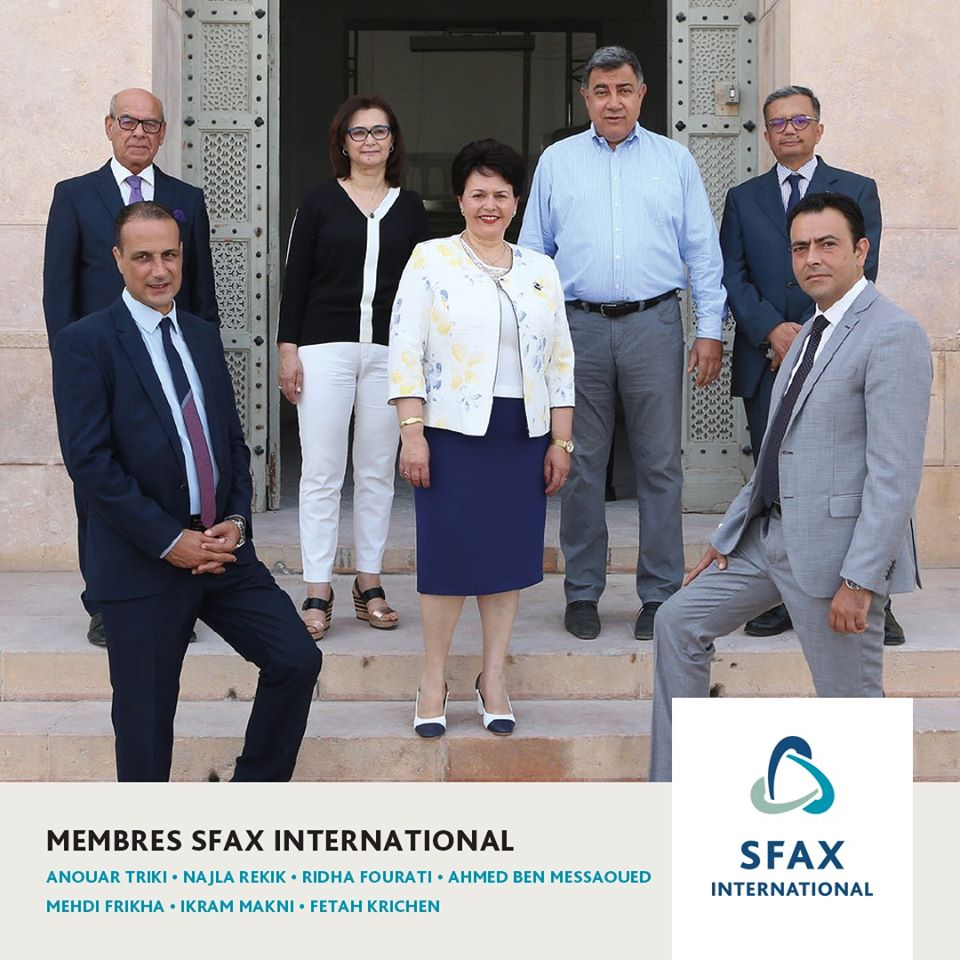 MEMBRES SFAX INTERNATIONAL
ANOUAR TRIKI • NAJLA REKIK • RIDHA FOURATI • AHMED BEN MESSAOUED
MEHDI FRIKHA • IKRAM MAKNI • FETAH KRICHEN
SFAX
INTERNATIONAL